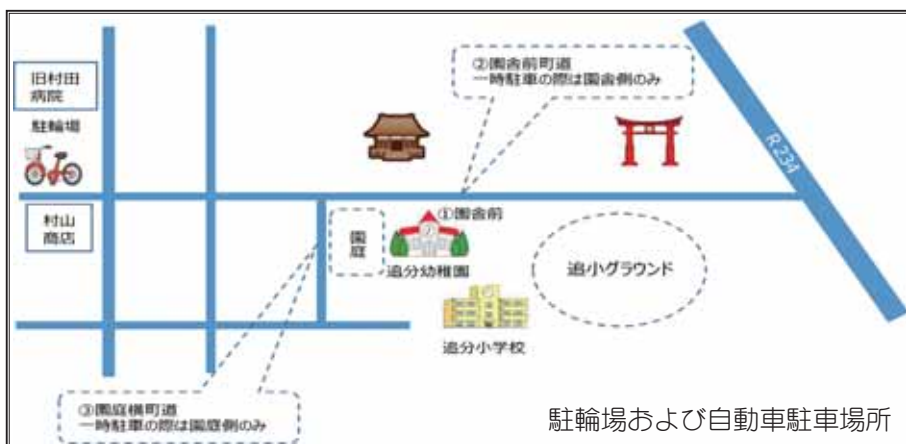 旧村田
病院
駐輪場
村山
商店
②園舎前町道
一時駐車の際は園舎側のみ
R 234
①園舎前
園庭
追分幼稚園
追小グラウンド
追分小学校
③園庭横町道
一時駐車の際は園庭側のみ
駐輪場および自動車駐車場所